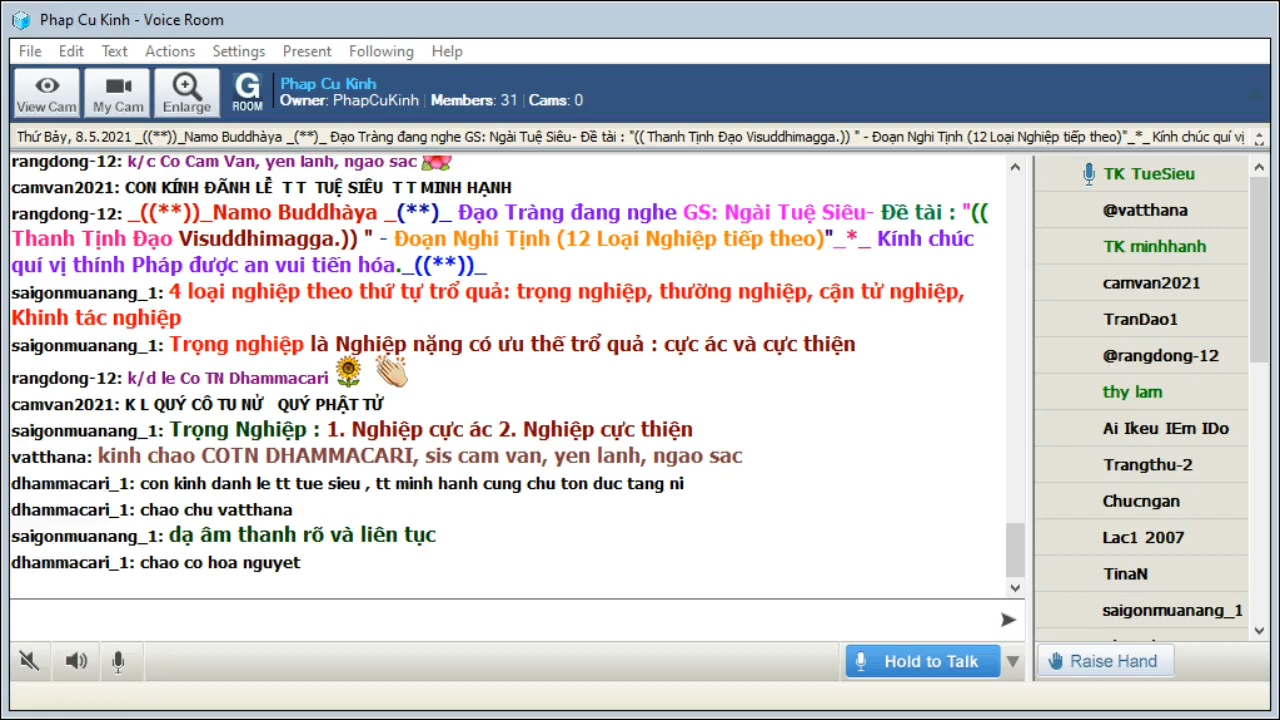 Phap Cu Kinh - Voice Room
File Edit Text Actions Settings Present Following Help
View Cam My Cam Enlarge G ROOM
Phap Cu Kinh
Owner: PhapCuKinh | Members: 31 | Cams: 0
Thứ Bảy, 8.5.2021 _((**))_Namo Buddhàya _(**)_ Đạo Tràng đang nghe GS: Ngài Tuệ Siêu- Đề tài : "(( Thanh Tịnh Đạo Visuddhimagga.)) " - Đoạn Nghi Tịnh (12 Loại Nghiệp tiếp theo)"_*_ Kính chúc quí vị
rangdong-12: k/c Co Cam Van, yen lanh, ngao sac
camvan2021: CON KÍNH ĐÃNH LỄ T T TUỆ SIÊU T T MINH HẠNH
rangdong-12: _((**))_Namo Buddhàya _(**)_ Đạo Tràng đang nghe GS: Ngài Tuệ Siêu- Đề tài : "((
Thanh Tịnh Đạo Visuddhimagga.)) " - Đoạn Nghi Tịnh (12 Loại Nghiệp tiếp theo)"_*_ Kính chúc
quí vị thính Pháp được an vui tiến hóa._((**))_
saigonmuanang_1: 4 loại nghiệp theo thứ tự trổ quả: trọng nghiệp, thường nghiệp, cận tử nghiệp,
Khinh tác nghiệp
saigonmuanang_1: Trọng nghiệp là Nghiệp nặng có ưu thế trổ quả : cực ác và cực thiện
rangdong-12: k/d le Co TN Dhammacari
camvan2021: K L QUÝ CÔ TU NỬ QUÝ PHẬT TỬ
saigonmuanang_1: Trọng Nghiệp : 1. Nghiệp cực ác 2. Nghiệp cực thiện
vatthana: kinh chao COTN DHAMMACARI, sis cam van, yen lanh, ngao sac
dhammacari_1: con kinh danh le tt tue sieu , tt minh hanh cung chu ton duc tang ni
dhammacari_1: chao chu vatthana
saigonmuanang_1: dạ âm thanh rõ và liên tục
dhammacari_1: chao co hoa nguyet
TK TueSieu
@vatthana
TK minhhanh
camvan2021
TranDao1
@rangdong-12
thy lam
Ai Ikeu IEm IDo
Trangthu-2
Chucngan
Lac1 2007
TinaN
saigonmuanang_1
Hold to Talk
Raise Hand